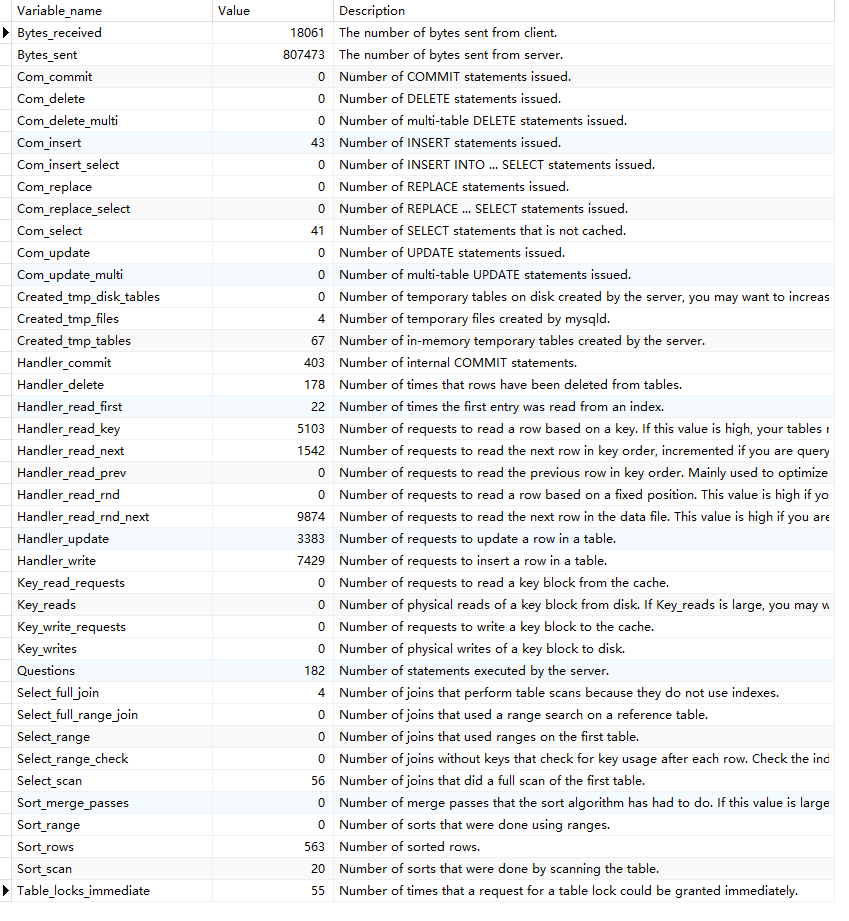 Variable_name Value Description
Bytes_received 18061 The number of bytes sent from client.
Bytes_sent 807473 The number of bytes sent from server.
Com_commit 0 Number of COMMIT statements issued.
Com_delete 0 Number of DELETE statements issued.
Com_delete_multi 0 Number of multi-table DELETE statements issued.
Com_insert 43 Number of INSERT statements issued.
Com_insert_select 0 Number of INSERT INTO ... SELECT statements issued.
Com_replace 0 Number of REPLACE statements issued.
Com_replace_select 0 Number of REPLACE ... SELECT statements issued.
Com_select 41 Number of SELECT statements that is not cached.
Com_update 0 Number of UPDATE statements issued.
Com_update_multi 0 Number of multi-table UPDATE statements issued.
Created_tmp_disk_tables 0 Number of temporary tables on disk created by the server, you may want to increas
Created_tmp_files 4 Number of temporary files created by mysqld.
Created_tmp_tables 67 Number of in-memory temporary tables created by the server.
Handler_commit 403 Number of internal COMMIT statements.
Handler_delete 178 Number of times that rows have been deleted from tables.
Handler_read_first 22 Number of times the first entry was read from an index.
Handler_read_key 5103 Number of requests to read a row based on a key. If this value is high, your tables r
Handler_read_next 1542 Number of requests to read the next row in key order, incremented if you are query
Handler_read_prev 0 Number of requests to read the previous row in key order. Mainly used to optimize
Handler_read_rnd 0 Number of requests to read a row based on a fixed position. This value is high if yo
Handler_read_rnd_next 9874 Number of requests to read the next row in the data file. This value is high if you are
Handler_update 3383 Number of requests to update a row in a table.
Handler_write 7429 Number of requests to insert a row in a table.
Key_read_requests 0 Number of requests to read a key block from the cache.
Key_reads 0 Number of physical reads of a key block from disk. If Key_reads is large, you may w
Key_write_requests 0 Number of requests to write a key block to the cache.
Key_writes 0 Number of physical writes of a key block to disk.
Questions 182 Number of statements executed by the server.
Select_full_join 4 Number of joins that perform table scans because they do not use indexes.
Select_full_range_join 0 Number of joins that used a range search on a reference table.
Select_range 0 Number of joins that used ranges on the first table.
Select_range_check 0 Number of joins without keys that check for key usage after each row. Check the ind
Select_scan 56 Number of joins that did a full scan of the first table.
Sort_merge_passes 0 Number of merge passes that the sort algorithm has had to do. If this value is large
Sort_range 0 Number of sorts that were done using ranges.
Sort_rows 563 Number of sorted rows.
Sort_scan 20 Number of sorts that were done by scanning the table.
Table_locks_immediate 55 Number of times that a request for a table lock could be granted immediately.